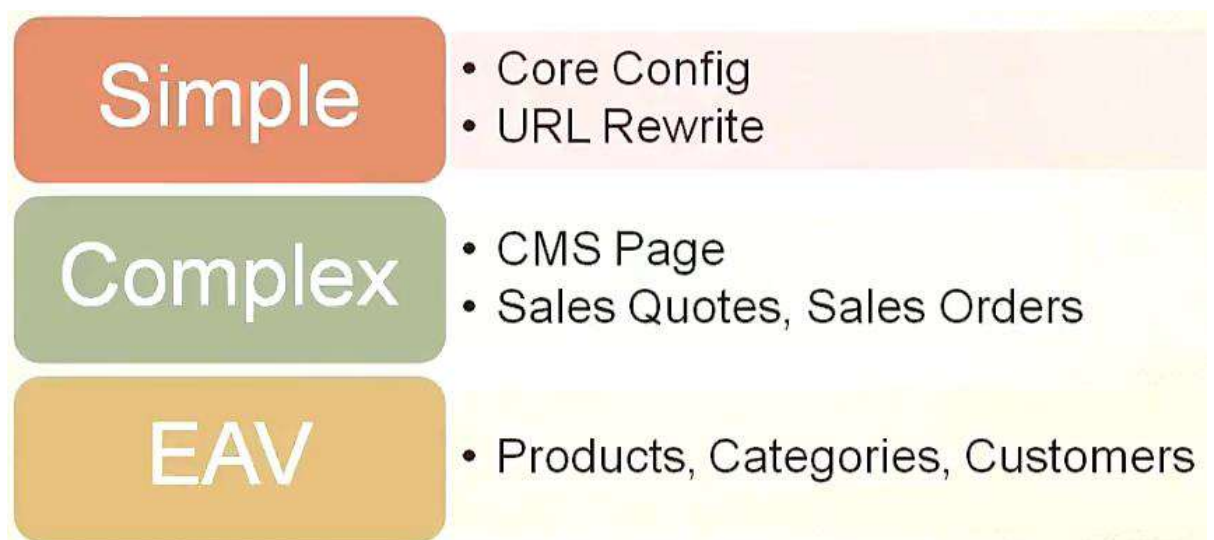 Simple
• Core Config
• URL Rewrite
Complex
• CMS Page
• Sales Quotes, Sales Orders
EAV
• Products, Categories, Customers